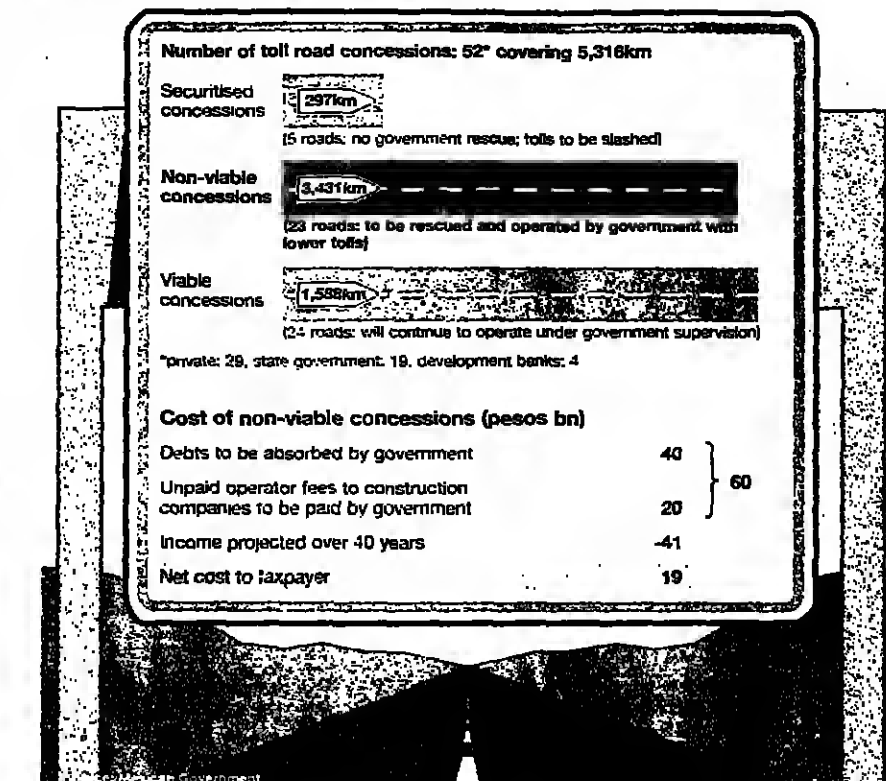 Number of toll road concessions: 52* covering 5,316km
Securitised
concessions
297km
(5 roads: no government rescue; tolls to be slashed)
Non-viable
concessions
3,431km
(23 roads: to be rescued and operated by government with
lower tolls)
Viable
concessions
1,588km
(24 roads: will continue to operate under government supervision)
*private: 29, state government: 19, development banks: 4
Cost of non-viable concessions (pesos bn)
Debts to be absorbed by government 40
60
Unpaid operator fees to construction
companies to be paid by government 20
Income projected over 40 years -41
Net cost to taxpayer 19
Government